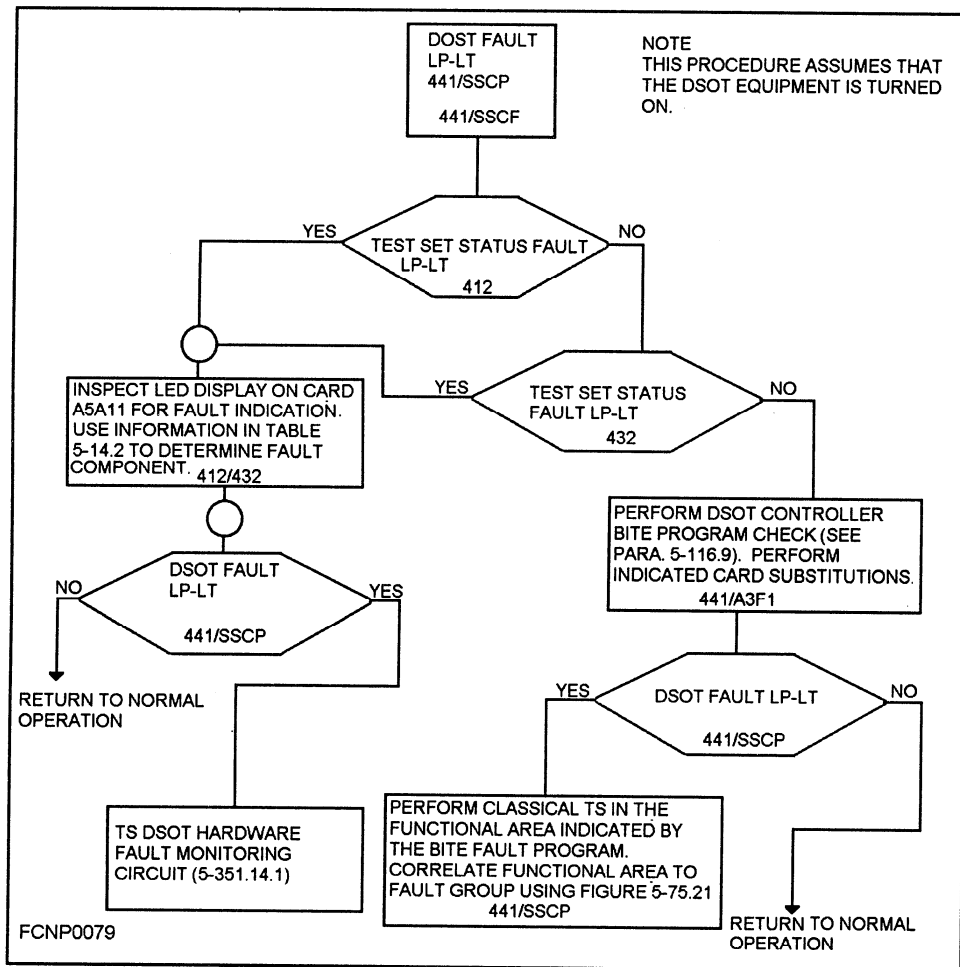 DOST FAULT
LP-LT
441/SSCP
441/SSCF
NOTE
THIS PROCEDURE ASSUMES THAT
THE DSOT EQUIPMENT IS TURNED
ON.
YES
TEST SET STATUS FAULT
LP-LT
412
NO
INSPECT LED DISPLAY ON CARD
A5A11 FOR FAULT INDICATION.
USE INFORMATION IN TABLE
5-14.2 TO DETERMINE FAULT
COMPONENT. 412/432
YES
TEST SET STATUS
FAULT LP-LT
432
NO
PERFORM DSOT CONTROLLER
BITE PROGRAM CHECK (SEE
PARA. 5-116.9). PERFORM
INDICATED CARD SUBSTITUTIONS.
441/A3F1
NO
DSOT FAULT
LP-LT
441/SSCP
YES
RETURN TO NORMAL
OPERATION
YES
DSOT FAULT LP-LT
441/SSCP
NO
TS DSOT HARDWARE
FAULT MONITORING
CIRCUIT (5-351.14.1)
PERFORM CLASSICAL TS IN THE
FUNCTIONAL AREA INDICATED BY
THE BITE FAULT PROGRAM.
CORRELATE FUNCTIONAL AREA TO
FAULT GROUP USING FIGURE 5-75.21
441/SSCP
RETURN TO NORMAL
OPERATION
FCNP0079